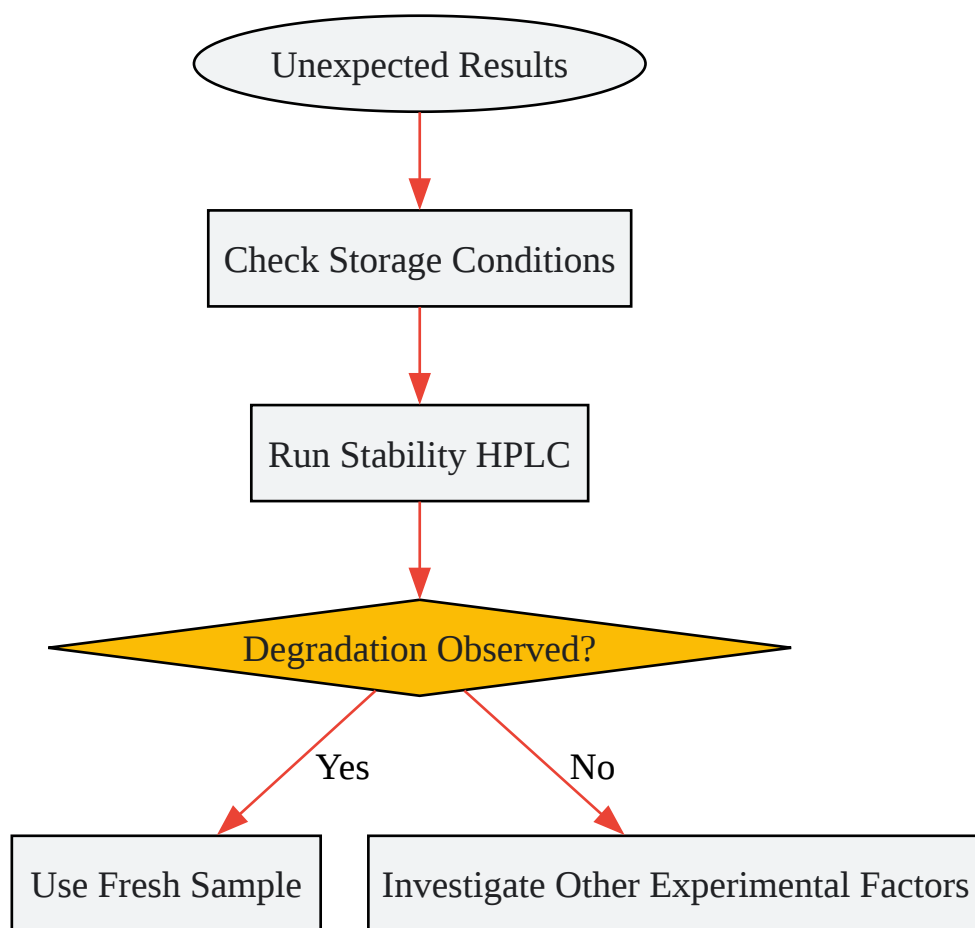 Unexpected Results
Check Storage Conditions
Run Stability HPLC
Degradation Observed?
Yes
No
Use Fresh Sample
Investigate Other Experimental Factors